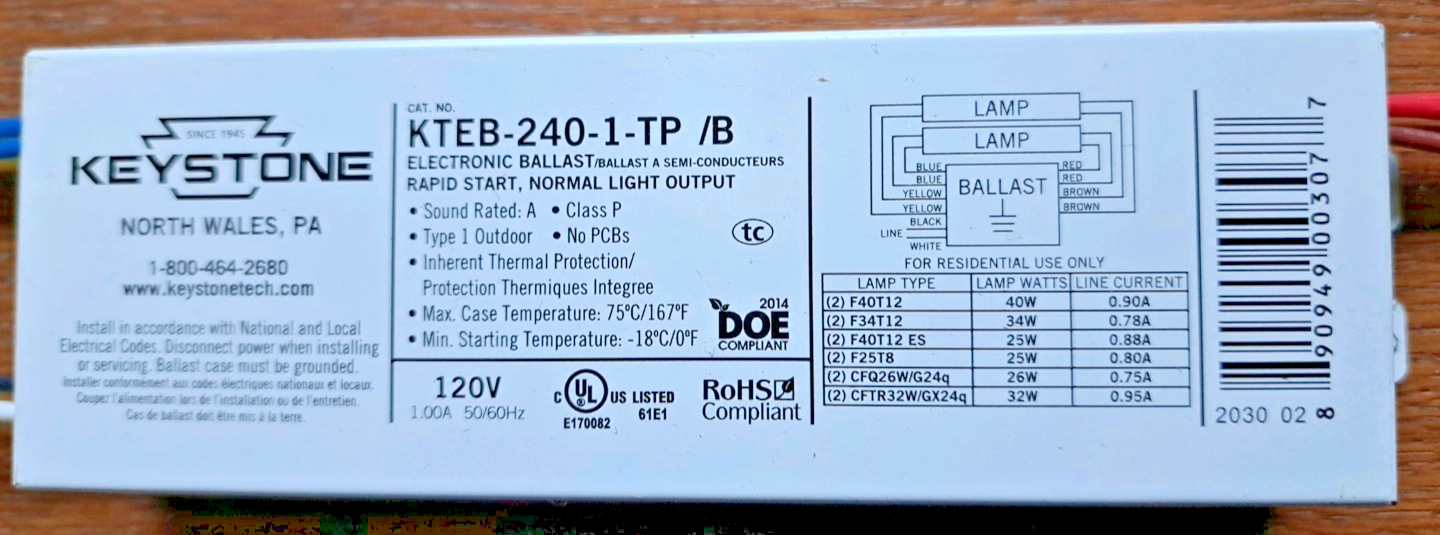 SINCE 1945
KEYSTONE
NORTH WALES, PA
1-800-464-2680
www.keystonetech.com
Install in accordance with National and Local
Electrical Codes. Disconnect power when installing
or servicing. Ballast case must be grounded.
Installer conformément aux codes électriques nationaux et locaux.
Coupez l'alimentation lors de l'installation ou de l'entretien.
Cas de ballast doit être mis à la terre.
CAT. NO.
KTEB-240-1-TP /B
ELECTRONIC BALLAST/BALLAST A SEMI-CONDUCTEURS
RAPID START, NORMAL LIGHT OUTPUT
• Sound Rated: A • Class P
• Type 1 Outdoor • No PCBs
• Inherent Thermal Protection/
Protection Thermiques Integree
• Max. Case Temperature: 75°C/167°F
• Min. Starting Temperature: -18°C/0°F
tc
2014
DOE
COMPLIANT
120V
1.00A 50/60Hz
C UL ® US LISTED
E170082 61E1
RoHS
Compliant
LAMP
LAMP
BLUE RED
BLUE RED
YELLOW BROWN
YELLOW BROWN
BALLAST
BLACK
LINE
WHITE
FOR RESIDENTIAL USE ONLY
LAMP TYPE LAMP WATTS LINE CURRENT
(2) F40T12 40W 0.90A
(2) F34T12 34W 0.78A
(2) F40T12 ES 25W 0.88A
(2) F25T8 25W 0.80A
(2) CFQ26W/G24q 26W 0.75A
(2) CFTR32W/GX24q 32W 0.95A
8 90949 00307 7
2030 02